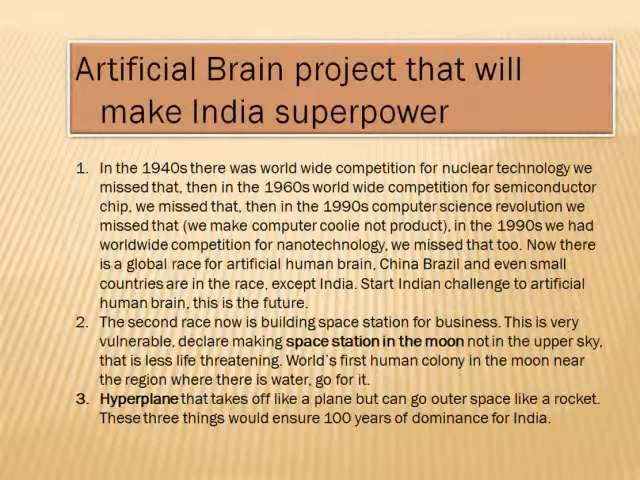 Artificial Brain project that will
make India superpower
1. In the 1940s there was world wide competition for nuclear technology we
missed that, then in the 1960s world wide competition for semiconductor
chip, we missed that, then in the 1990s computer science revolution we
missed that (we make computer coolie not product), in the 1990s we had
worldwide competition for nanotechnology, we missed that too. Now there
is a global race for artificial human brain, China Brazil and even small
countries are in the race, except India. Start Indian challenge to artificial
human brain, this is the future.
2. The second race now is building space station for business. This is very
vulnerable, declare making space station in the moon not in the upper sky,
that is less life threatening. World's first human colony in the moon near
the region where there is water, go for it.
3. Hyperplane that takes off like a plane but can go outer space like a rocket.
These three things would ensure 100 years of dominance for India.